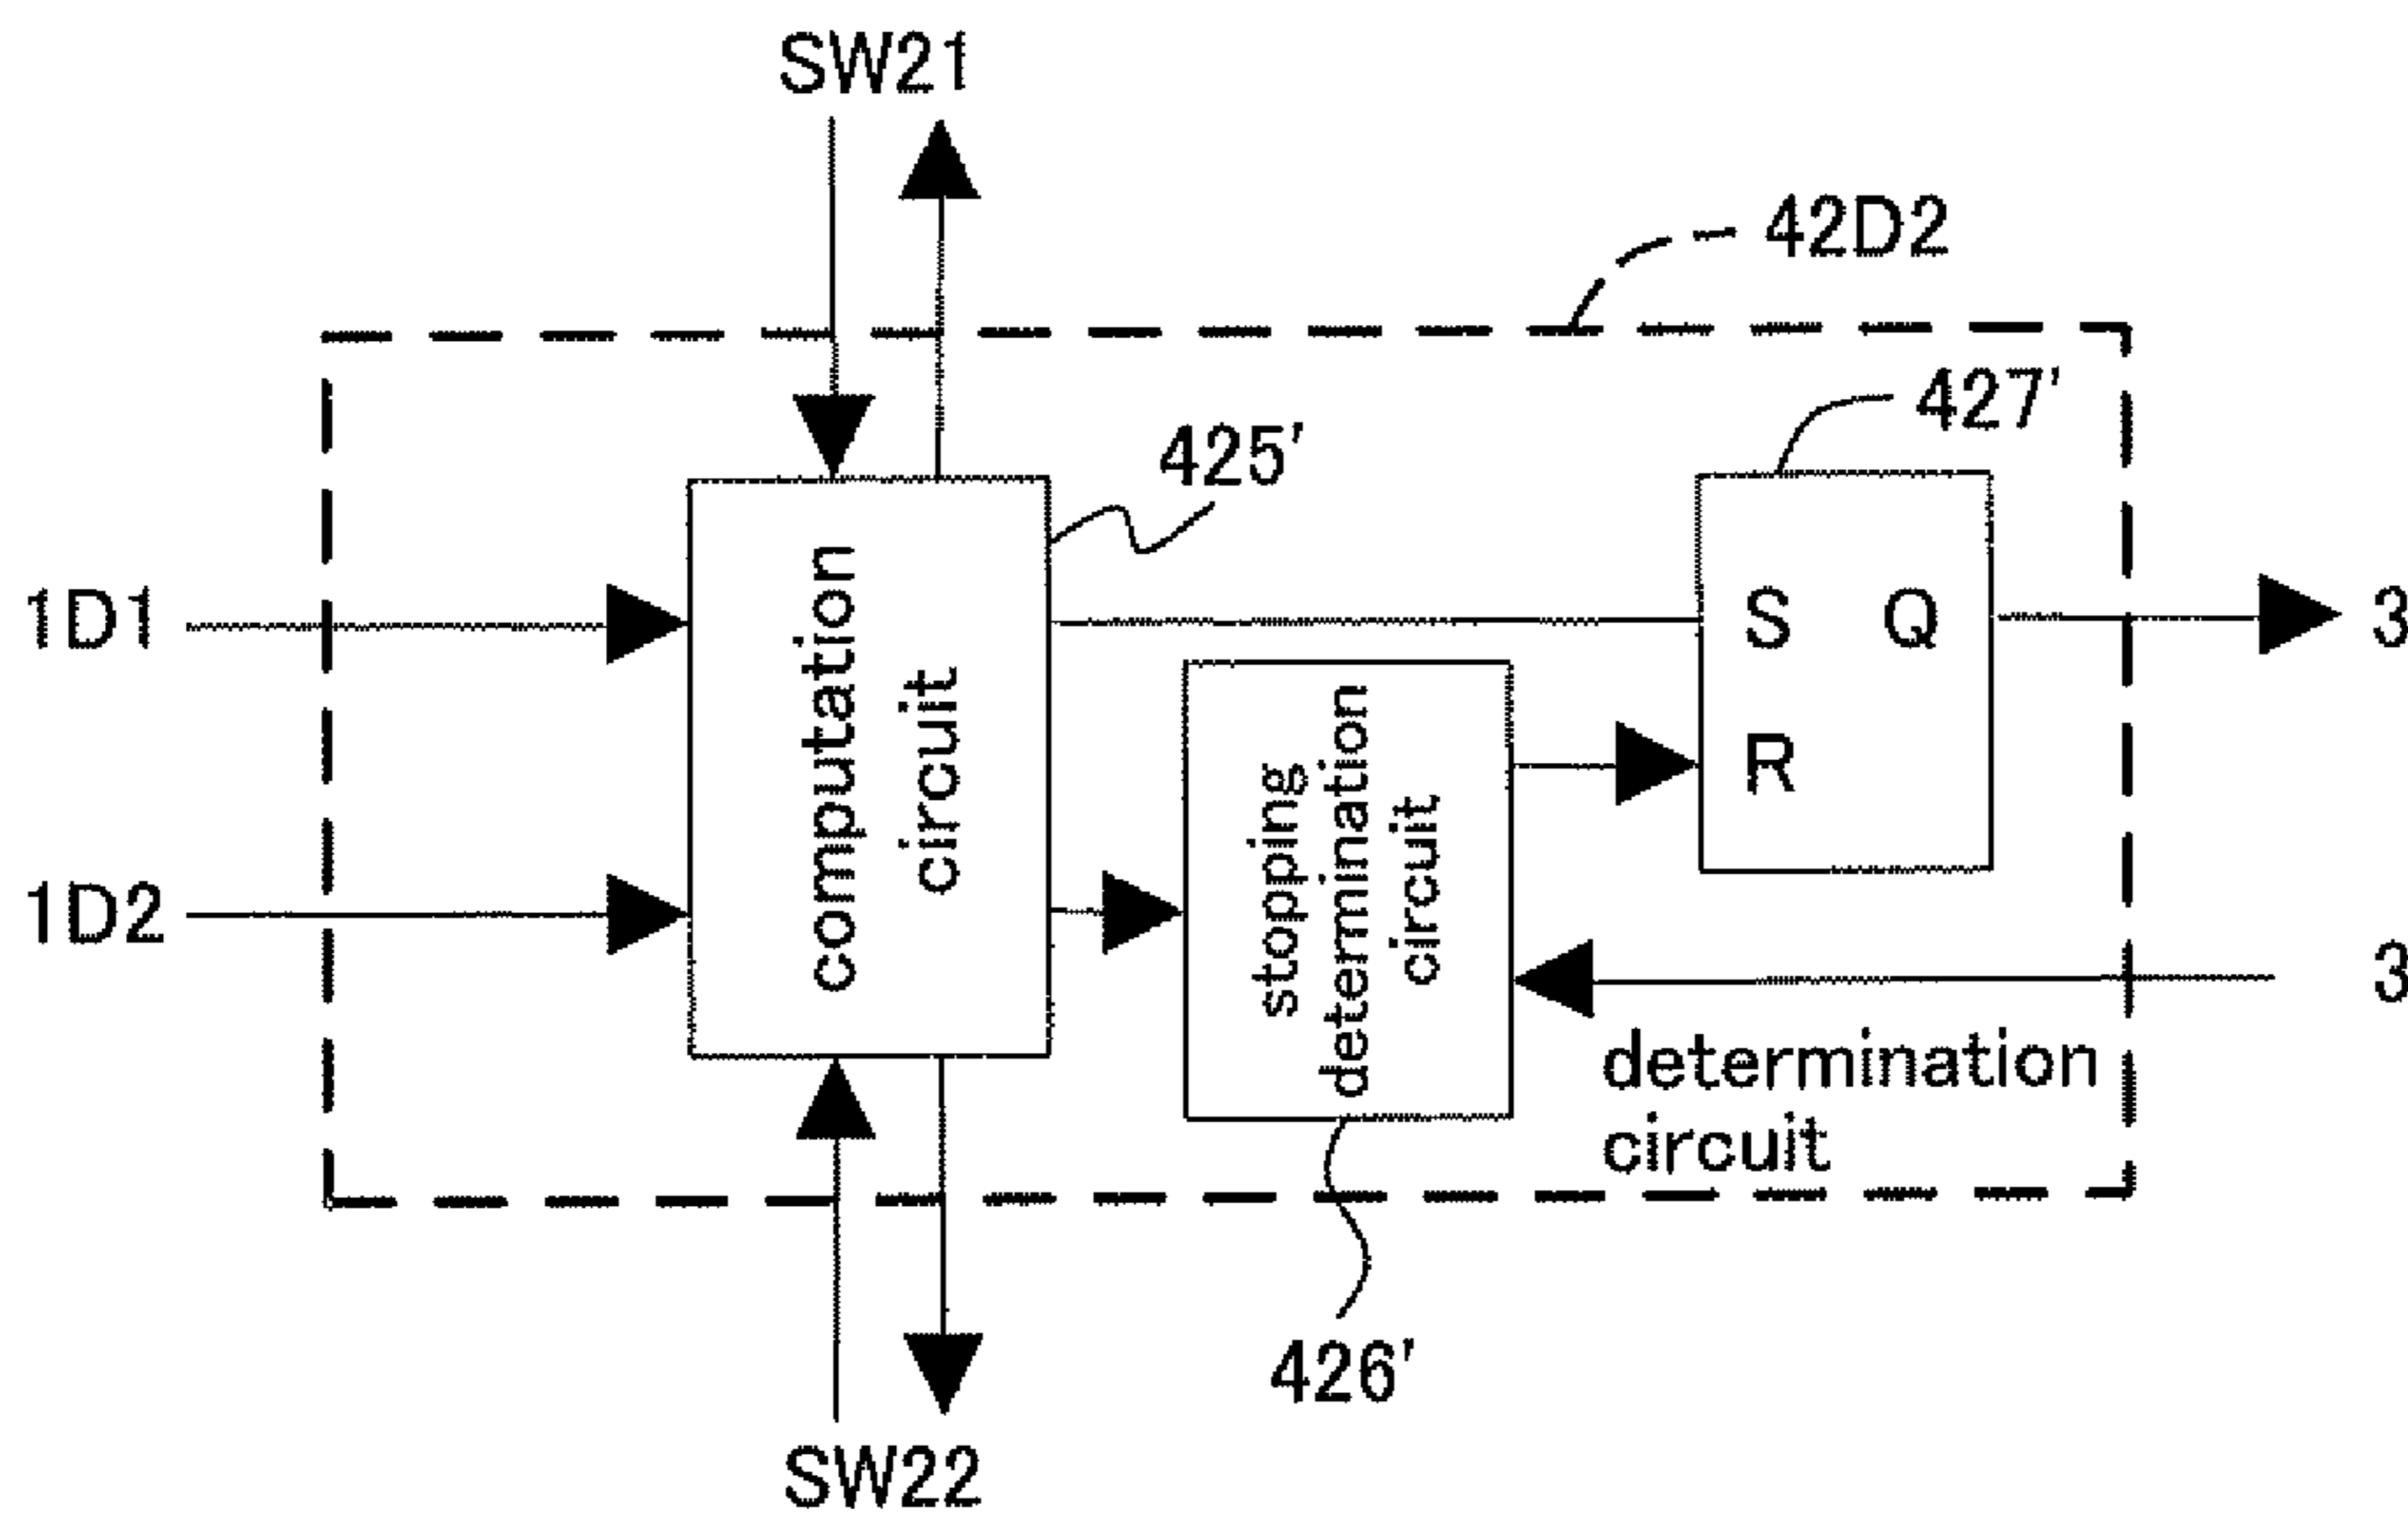 SW21
42D2
427'
425'
1D1
computation
circuit
S Q
3
R
stopping
determination
circuit
1D2
3
determination
circuit
426'
SW22